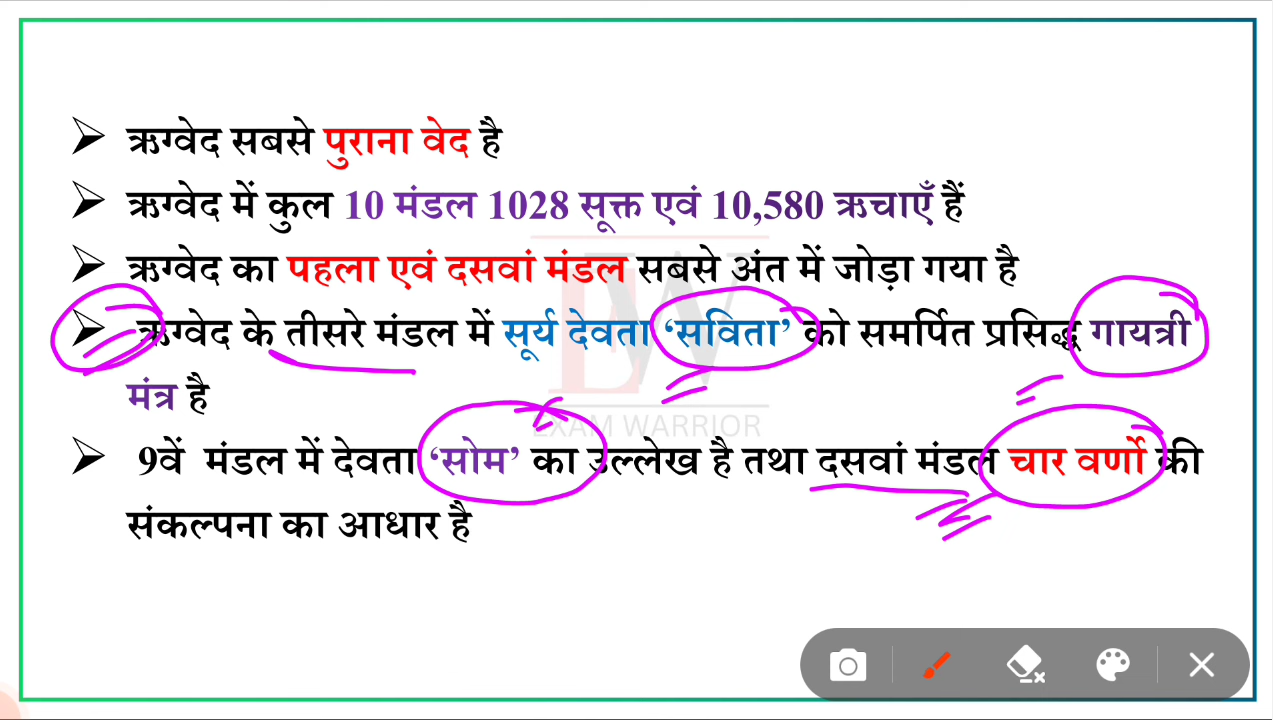 ➤ ऋग्वेद सबसे पुराना वेद है
➤ ऋग्वेद में कुल 10 मंडल 1028 सूक्त एवं 10,580 ऋचाएँ हैं
➤ ऋग्वेद का पहला एवं दसवां मंडल सबसे अंत में जोड़ा गया है
➤ ऋग्वेद के तीसरे मंडल में सूर्य देवता ‘सविता’ को समर्पित प्रसिद्ध गायत्री
मंत्र है
EW
EXAM WARRIOR
➤ 9वें मंडल में देवता ‘सोम’ का उल्लेख है तथा दसवां मंडल चार वर्णो की
संकल्पना का आधार है